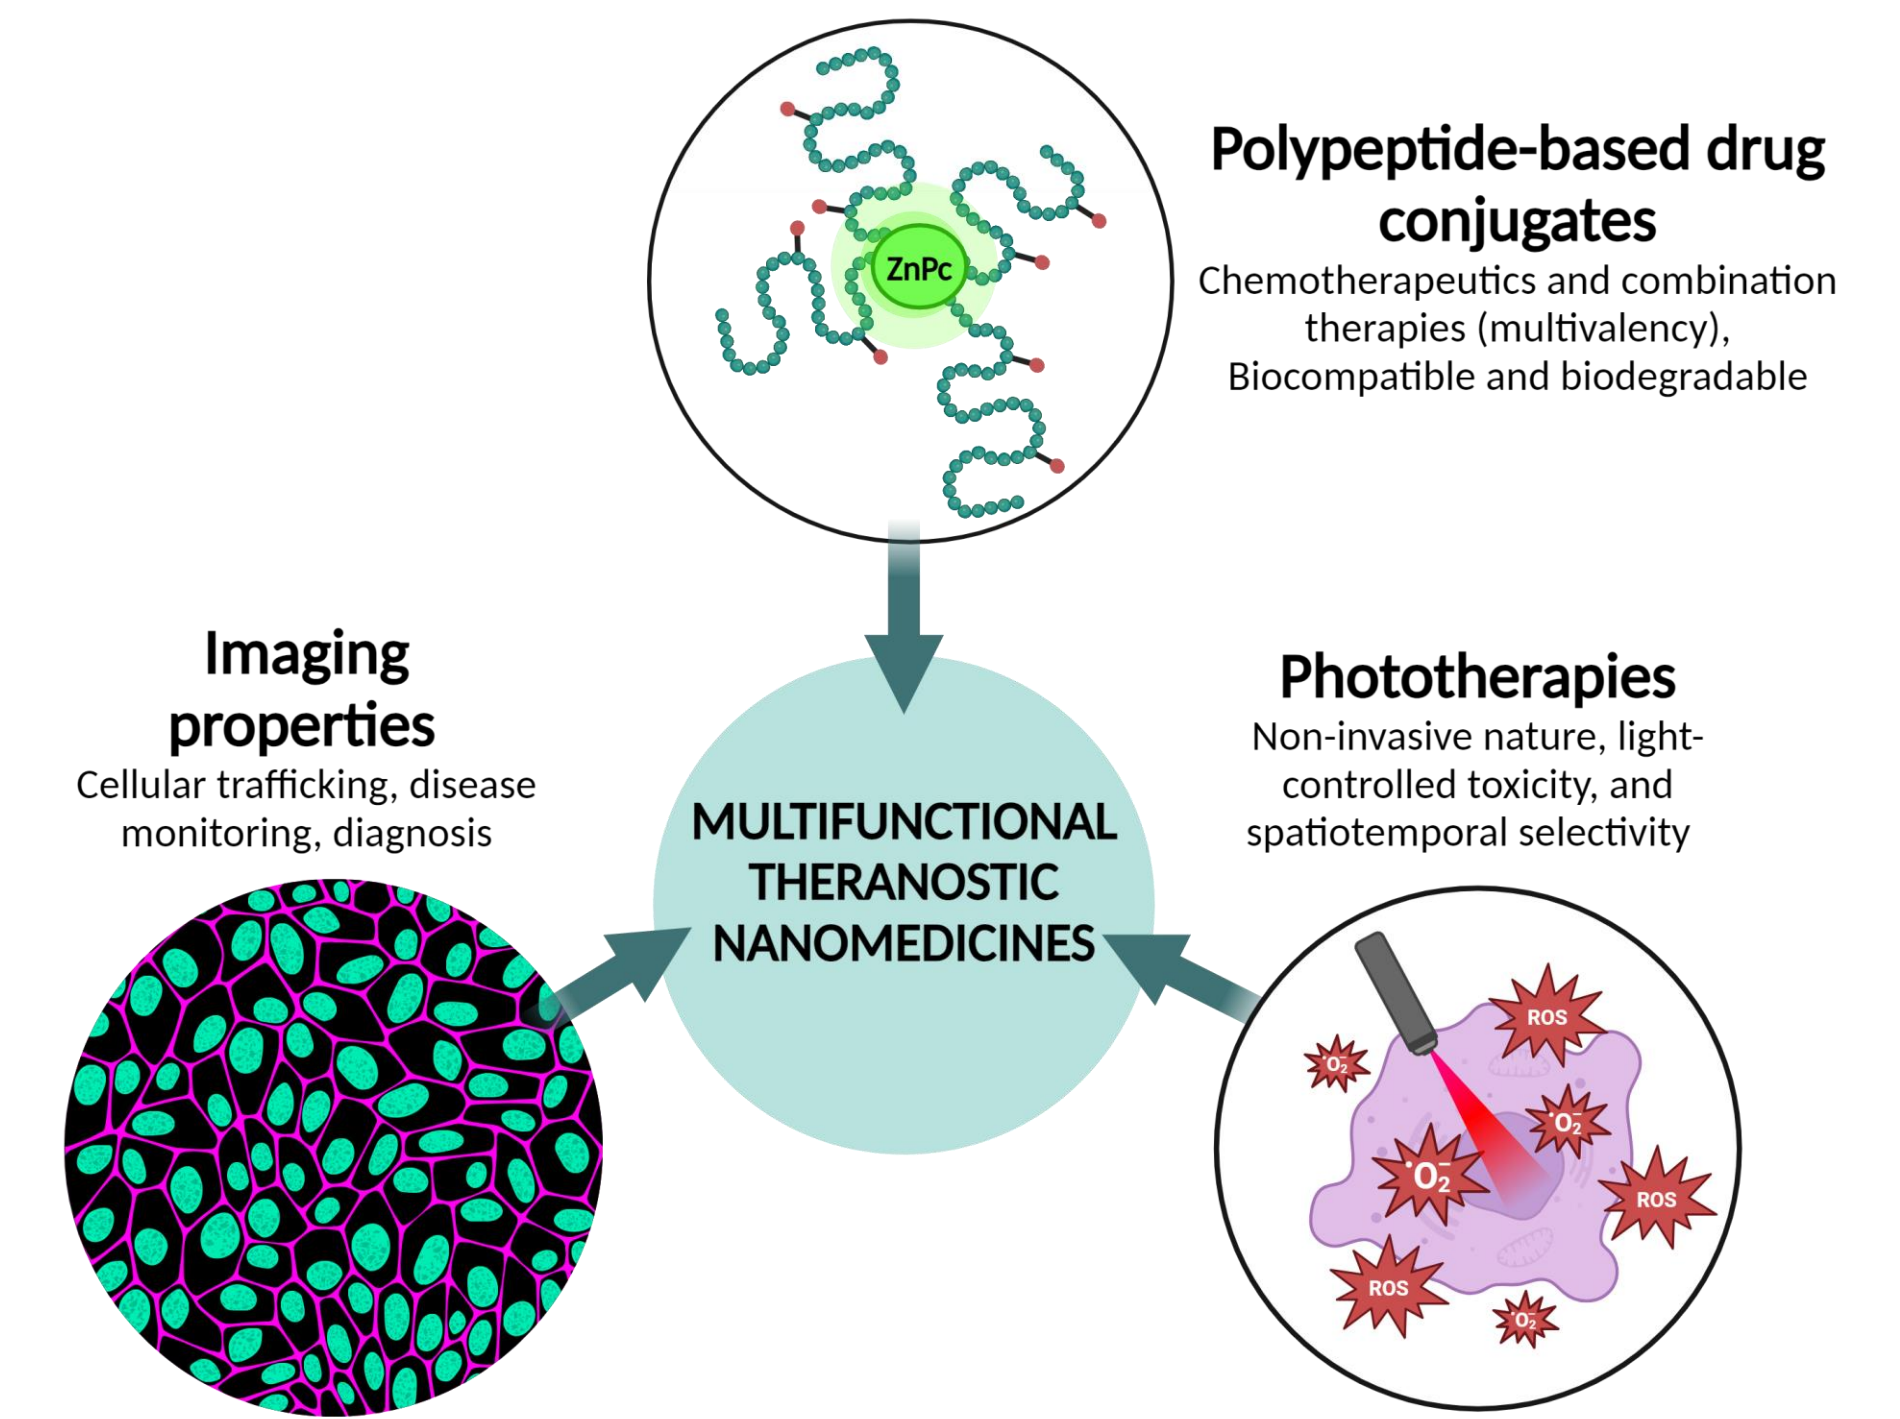 ZnPc
Polypeptide-based drug
conjugates
Chemotherapeutics and combination
therapies (multivalency),
Biocompatible and biodegradable
Imaging
properties
Cellular trafficking, disease
monitoring, diagnosis
MULTIFUNCTIONAL
THERANOSTIC
NANOMEDICINES
Phototherapies
Non-invasive nature, light-
controlled toxicity, and
spatiotemporal selectivity
ROS
•O₂⁻
•O₂⁻
•O₂⁻
ROS
ROS
•O₂⁻